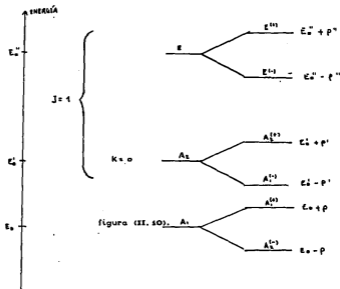 ENERGÍA
E⁽⁺⁾ E₀'' + ρ''
E₀'' E
E⁽⁻⁾ E₀'' - ρ''
J = 1
A₂⁽⁺⁾ E₀' + ρ'
E₀' K = 0 A₂
A₁⁽⁻⁾ E₀' - ρ'
A₁⁽⁺⁾ E₀ + ρ
E₀ figura (II.10). A₁
A₂⁽⁻⁾ E₀ - ρ